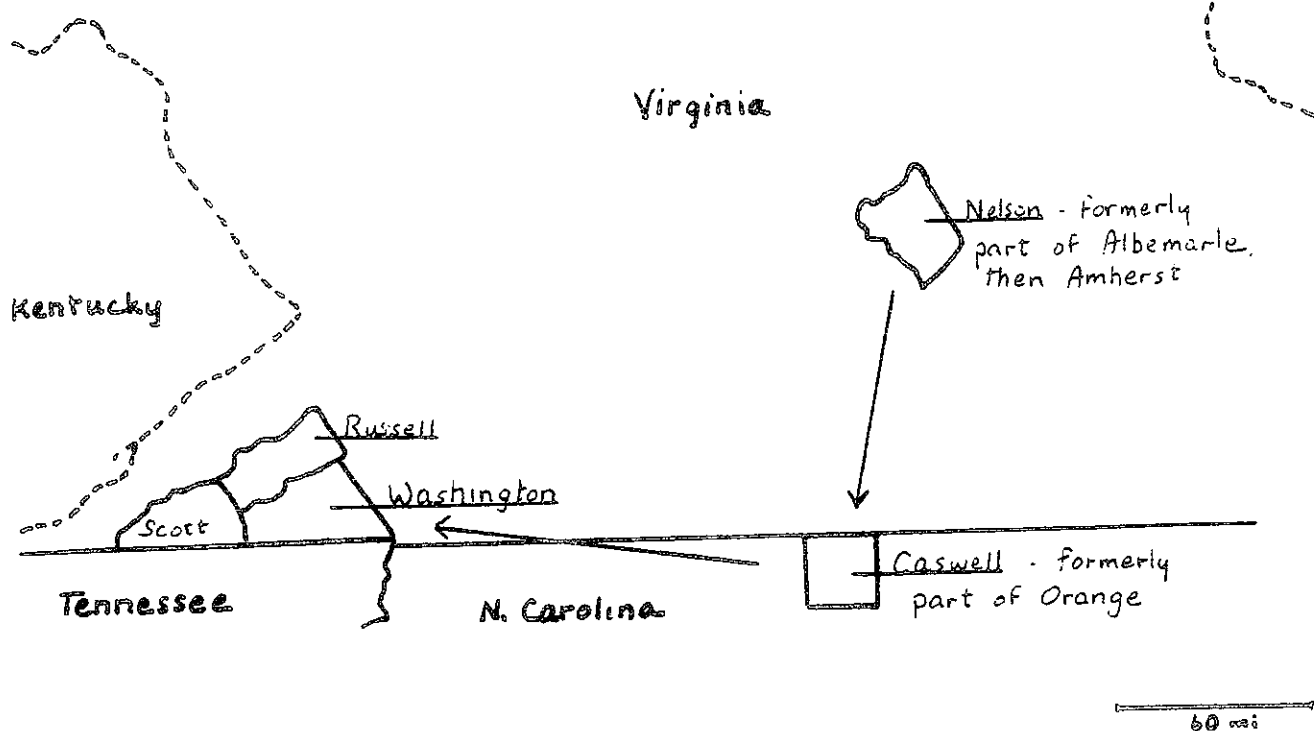 Virginia
Nelson - formerly
part of Albemarle,
then Amherst
Kentucky
Russell
Washington
Scott
Caswell - formerly
part of Orange
Tennessee
N. Carolina
60 mi